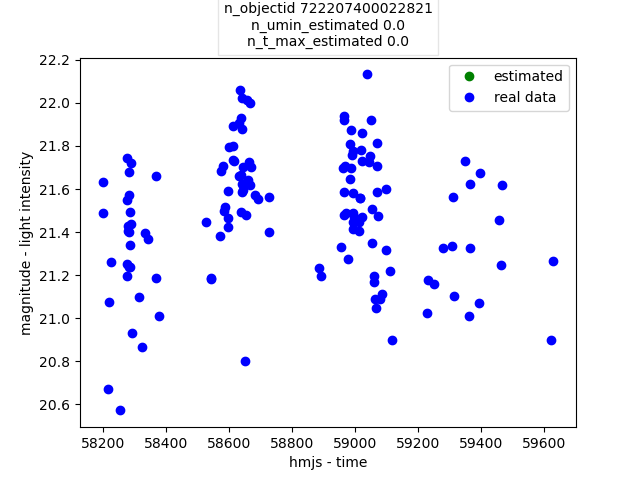 n_objectid 722207400022821
n_umin_estimated 0.0
n_t_max_estimated 0.0
22.2
22.0
21.8
21.6
21.4
21.2
21.0
20.8
20.6
magnitude - light intensity
estimated
real data
58200 58400 58600 58800 59000 59200 59400 59600
hmjs - time